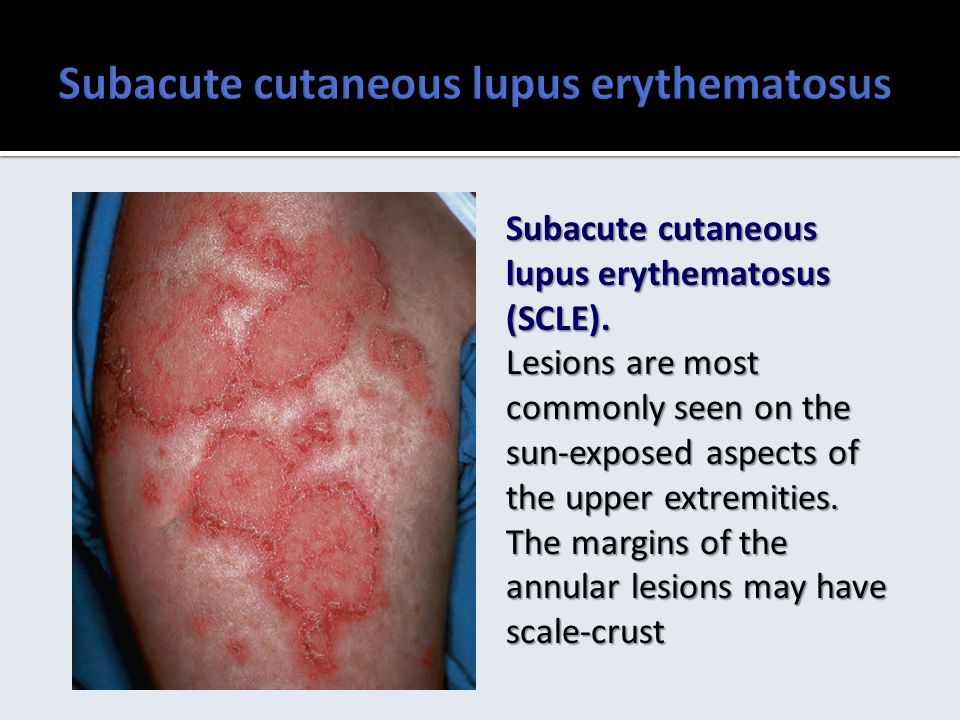 Subacute cutaneous lupus erythematosus
Subacute cutaneous
lupus erythematosus
(SCLE).
Lesions are most
commonly seen on the
sun-exposed aspects of
the upper extremities.
The margins of the
annular lesions may have
scale-crust